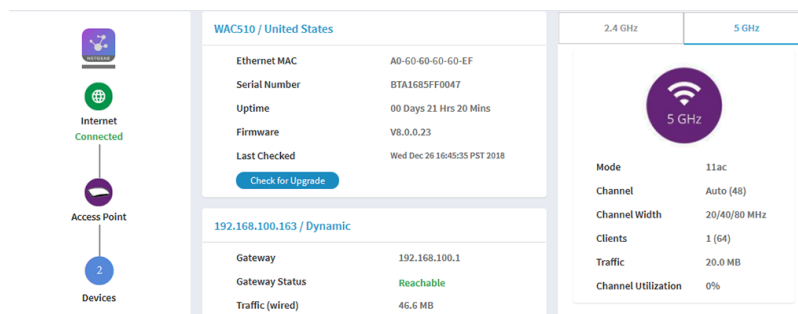 NETGEAR
Internet
Connected
Access Point
2
Devices
WAC510 / United States
Ethernet MAC A0-60-60-60-60-EF
Serial Number BTA1685FF0047
Uptime 00 Days 21 Hrs 20 Mins
Firmware V8.0.0.23
Last Checked Wed Dec 26 16:45:35 PST 2018
Check for Upgrade
192.168.100.163 / Dynamic
Gateway 192.168.100.1
Gateway Status Reachable
Traffic (wired) 46.6 MB
2.4 GHz 5 GHz
5 GHz
Mode 11ac
Channel Auto (48)
Channel Width 20/40/80 MHz
Clients 1 (64)
Traffic 20.0 MB
Channel Utilization 0%